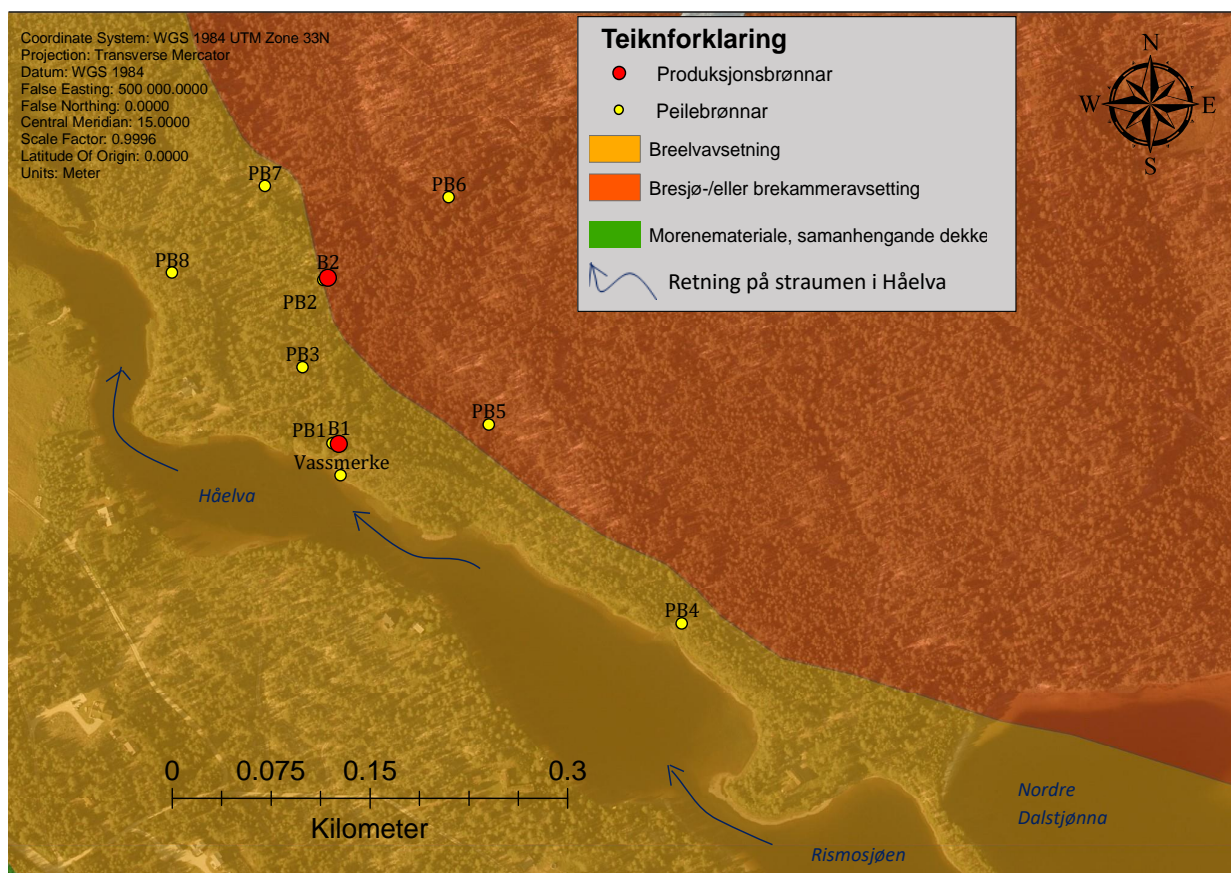 Coordinate System: WGS 1984 UTM Zone 33N
Projection: Transverse Mercator
Datum: WGS 1984
False Easting: 500 000.0000
False Northing: 0.0000
Central Meridian: 15.0000
Scale Factor: 0.9996
Latitude Of Origin: 0.0000
Units: Meter
Teiknforklaring
Produksjonsbrønnar
Peilebrønnar
Breelvavsetning
Bresjø-/eller brekammeravsetting
Morenemateriale, samanhengande dekke
Retning på straumen i Håelva
N
W
E
S
PB7
PB6
PB8
B2
PB2
PB3
PB5
PB1
B1
Vassmerke
Håelva
PB4
0
0.075
0.15
0.3
Kilometer
Nordre
Dalstjønna
Rismosjøen